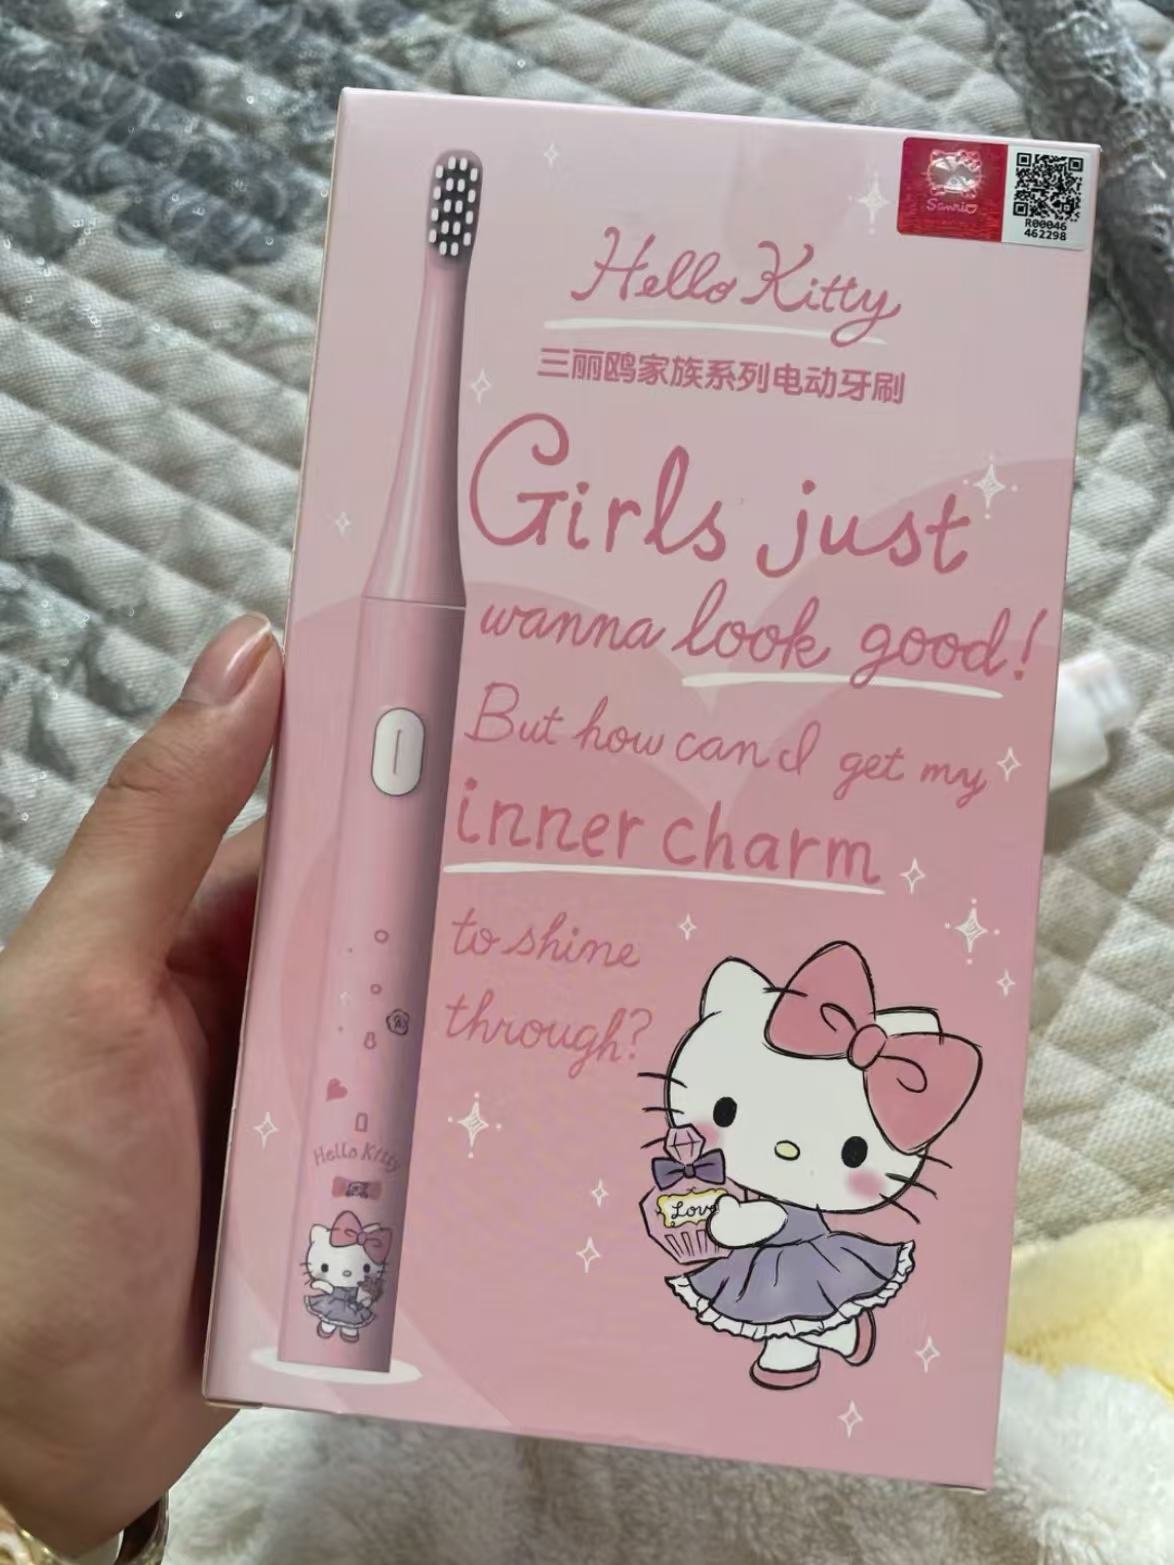 Sanrio
R00046
462298
Hello Kitty
三丽鸥家族系列电动牙刷
Girls just
wanna look good!
But how can I get my
inner charm
to shine
through?
Love
Hello Kitty